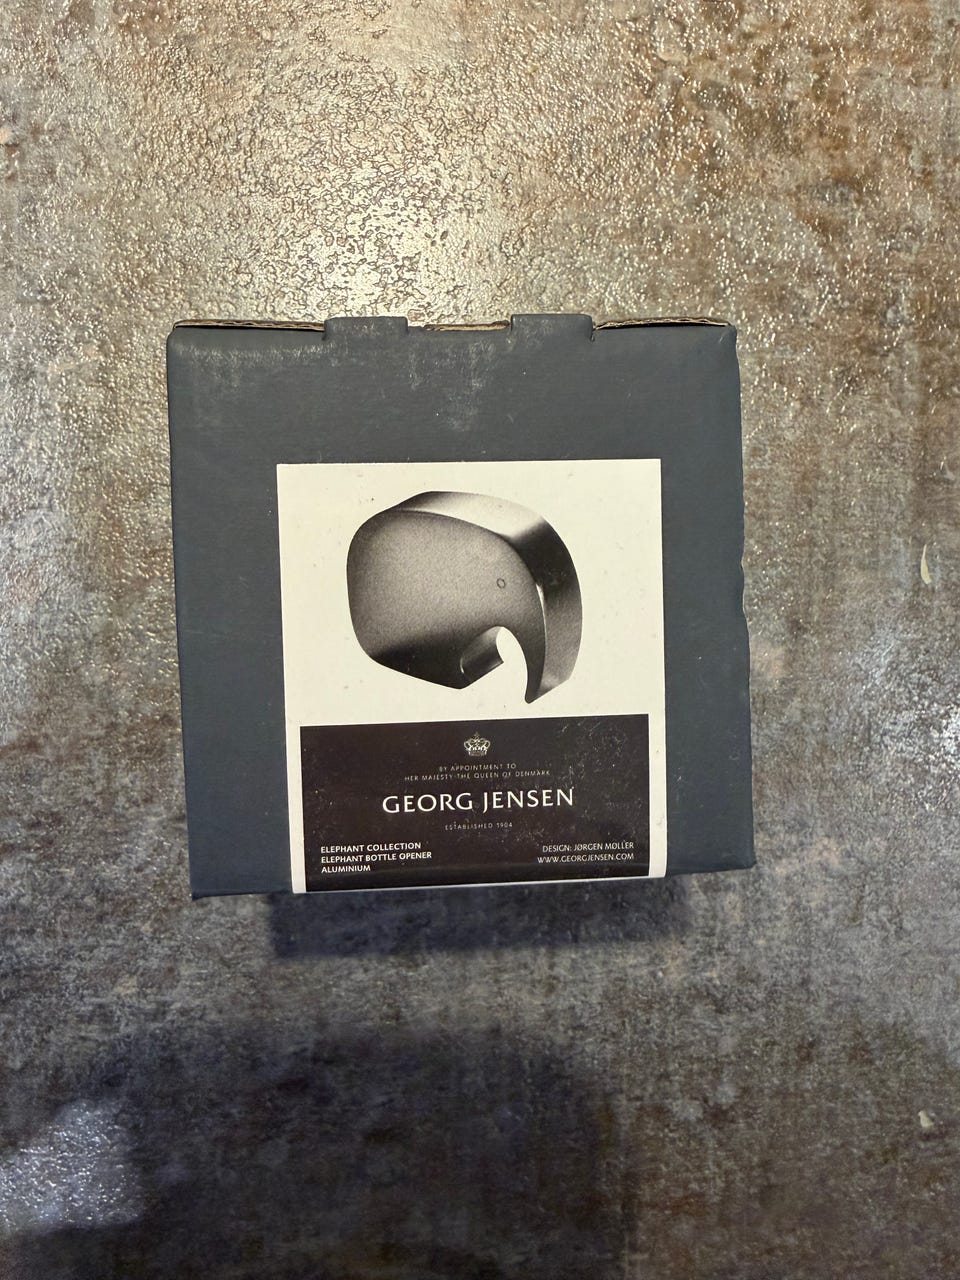 BY APPOINTMENT TO
HER MAJESTY THE QUEEN OF DENMARK
GEORG JENSEN
ESTABLISHED 1904
ELEPHANT COLLECTION
ELEPHANT BOTTLE OPENER
ALUMINIUM
DESIGN: JØRGEN MØLLER
WWW.GEORGJENSEN.COM